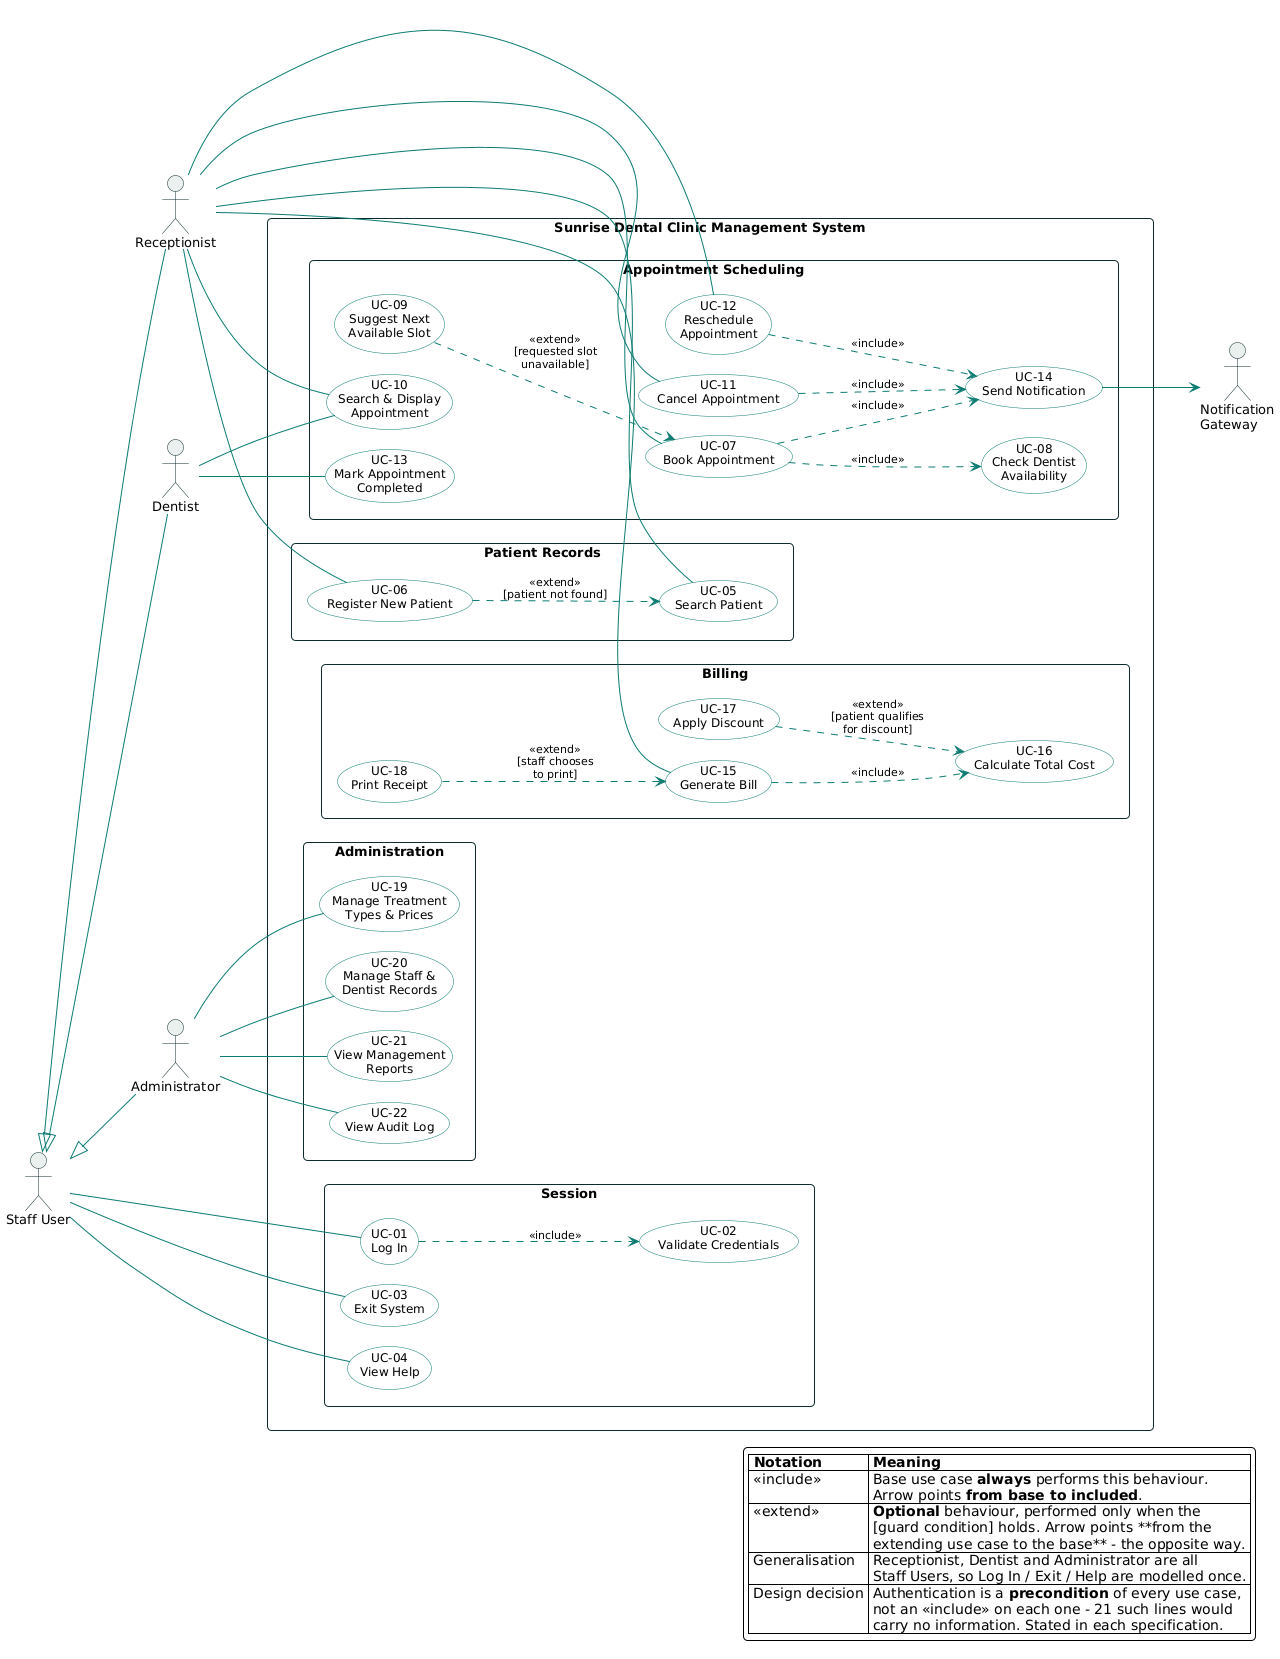 Receptionist
Dentist
Administrator
Staff User
Notification
Gateway
Sunrise Dental Clinic Management System
Appointment Scheduling
UC-09
Suggest Next
Available Slot
«extend»
[requested slot
unavailable]
UC-12
Reschedule
Appointment
«include»
UC-10
Search & Display
Appointment
UC-11
Cancel Appointment
«include»
UC-14
Send Notification
«include»
UC-13
Mark Appointment
Completed
UC-07
Book Appointment
«include»
UC-08
Check Dentist
Availability
Patient Records
UC-06
Register New Patient
«extend»
[patient not found]
UC-05
Search Patient
Billing
UC-17
Apply Discount
«extend»
[patient qualifies
for discount]
UC-16
Calculate Total Cost
UC-18
Print Receipt
«extend»
[staff chooses
to print]
UC-15
Generate Bill
«include»
Administration
UC-19
Manage Treatment
Types & Prices
UC-20
Manage Staff &
Dentist Records
UC-21
View Management
Reports
UC-22
View Audit Log
Session
UC-01
Log In
«include»
UC-02
Validate Credentials
UC-03
Exit System
UC-04
View Help
Notation Meaning
«include» Base use case always performs this behaviour.
Arrow points from base to included.
«extend» Optional behaviour, performed only when the
[guard condition] holds. Arrow points **from the
extending use case to the base** - the opposite way.
Generalisation Receptionist, Dentist and Administrator are all
Staff Users, so Log In / Exit / Help are modelled once.
Design decision Authentication is a precondition of every use case,
not an «include» on each one - 21 such lines would
carry no information. Stated in each specification.